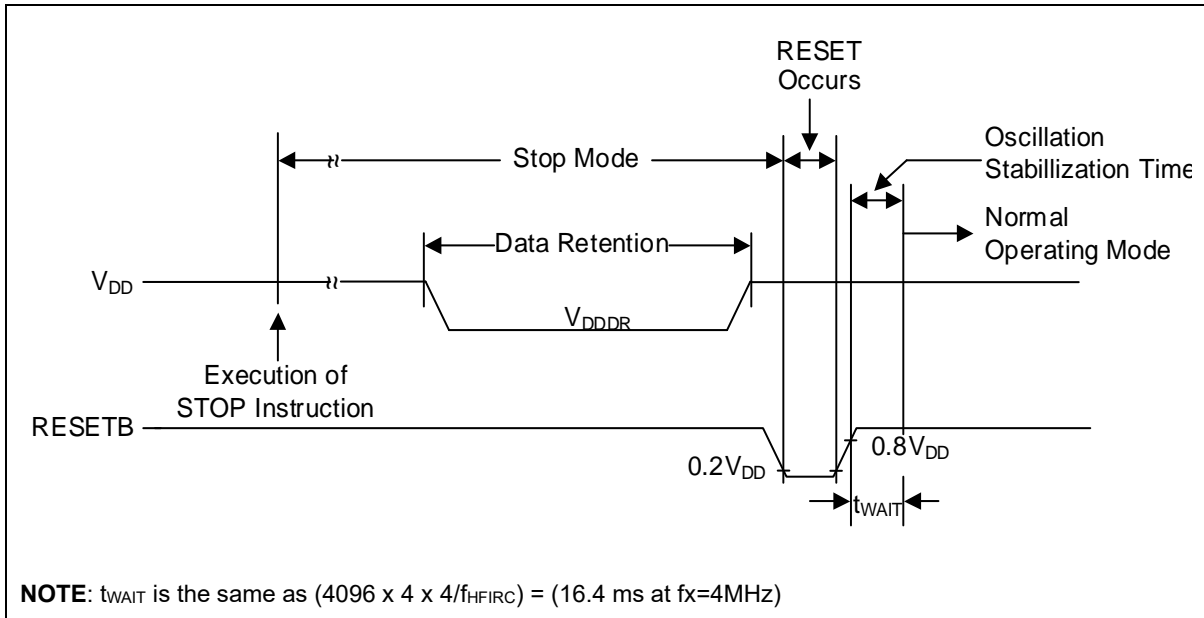 RESET
Occurs
Oscillation
Stabillization Time
Stop Mode
Normal
Operating Mode
Data Retention
VDD
VDDDR
Execution of
STOP Instruction
RESETB
0.8VDD
0.2VDD
tWAIT
NOTE: tWAIT is the same as (4096 x 4 x 4/fHFIRC) = (16.4 ms at fx=4MHz)